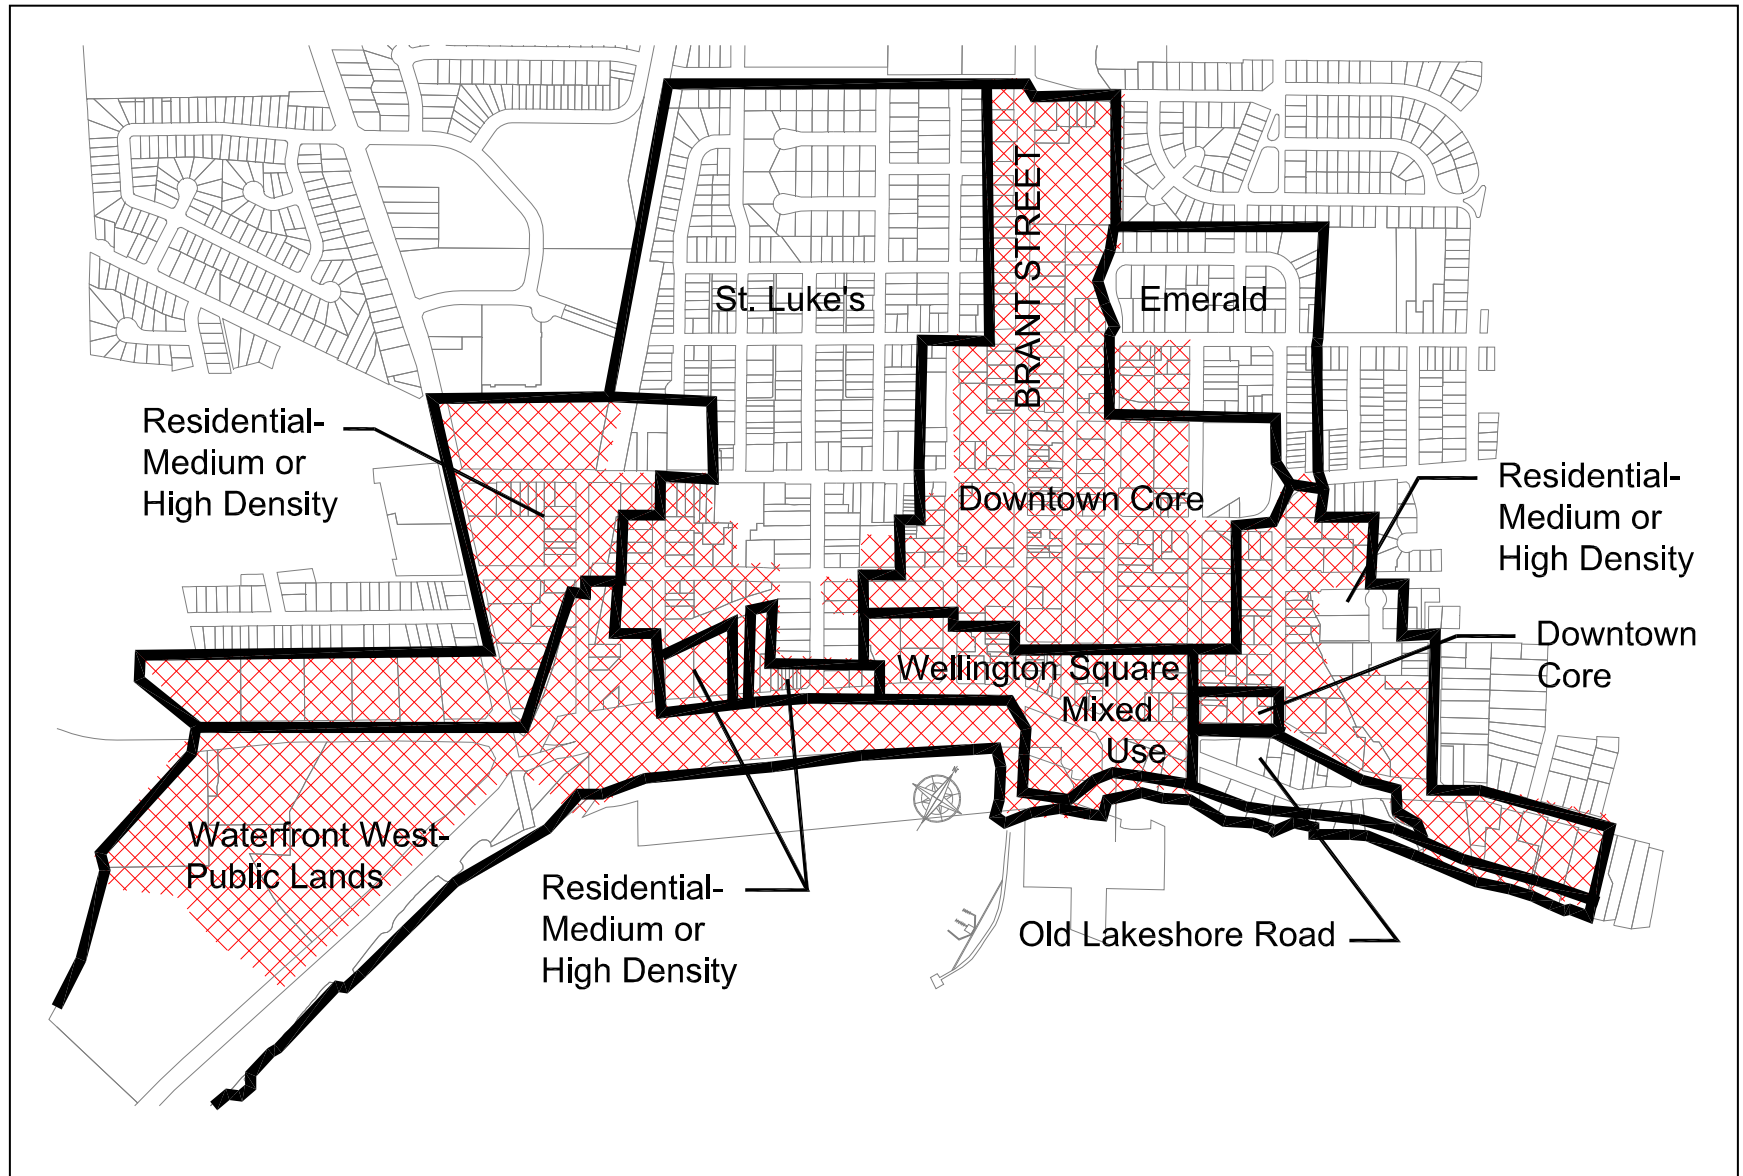 BRANT STREET
St. Luke's
Emerald
Residential-
Medium or
High Density
Downtown Core
Residential-
Medium or
High Density
Downtown
Core
Wellington Square
Mixed
Use
Waterfront West-
Public Lands
Residential-
Medium or
High Density
Old Lakeshore Road